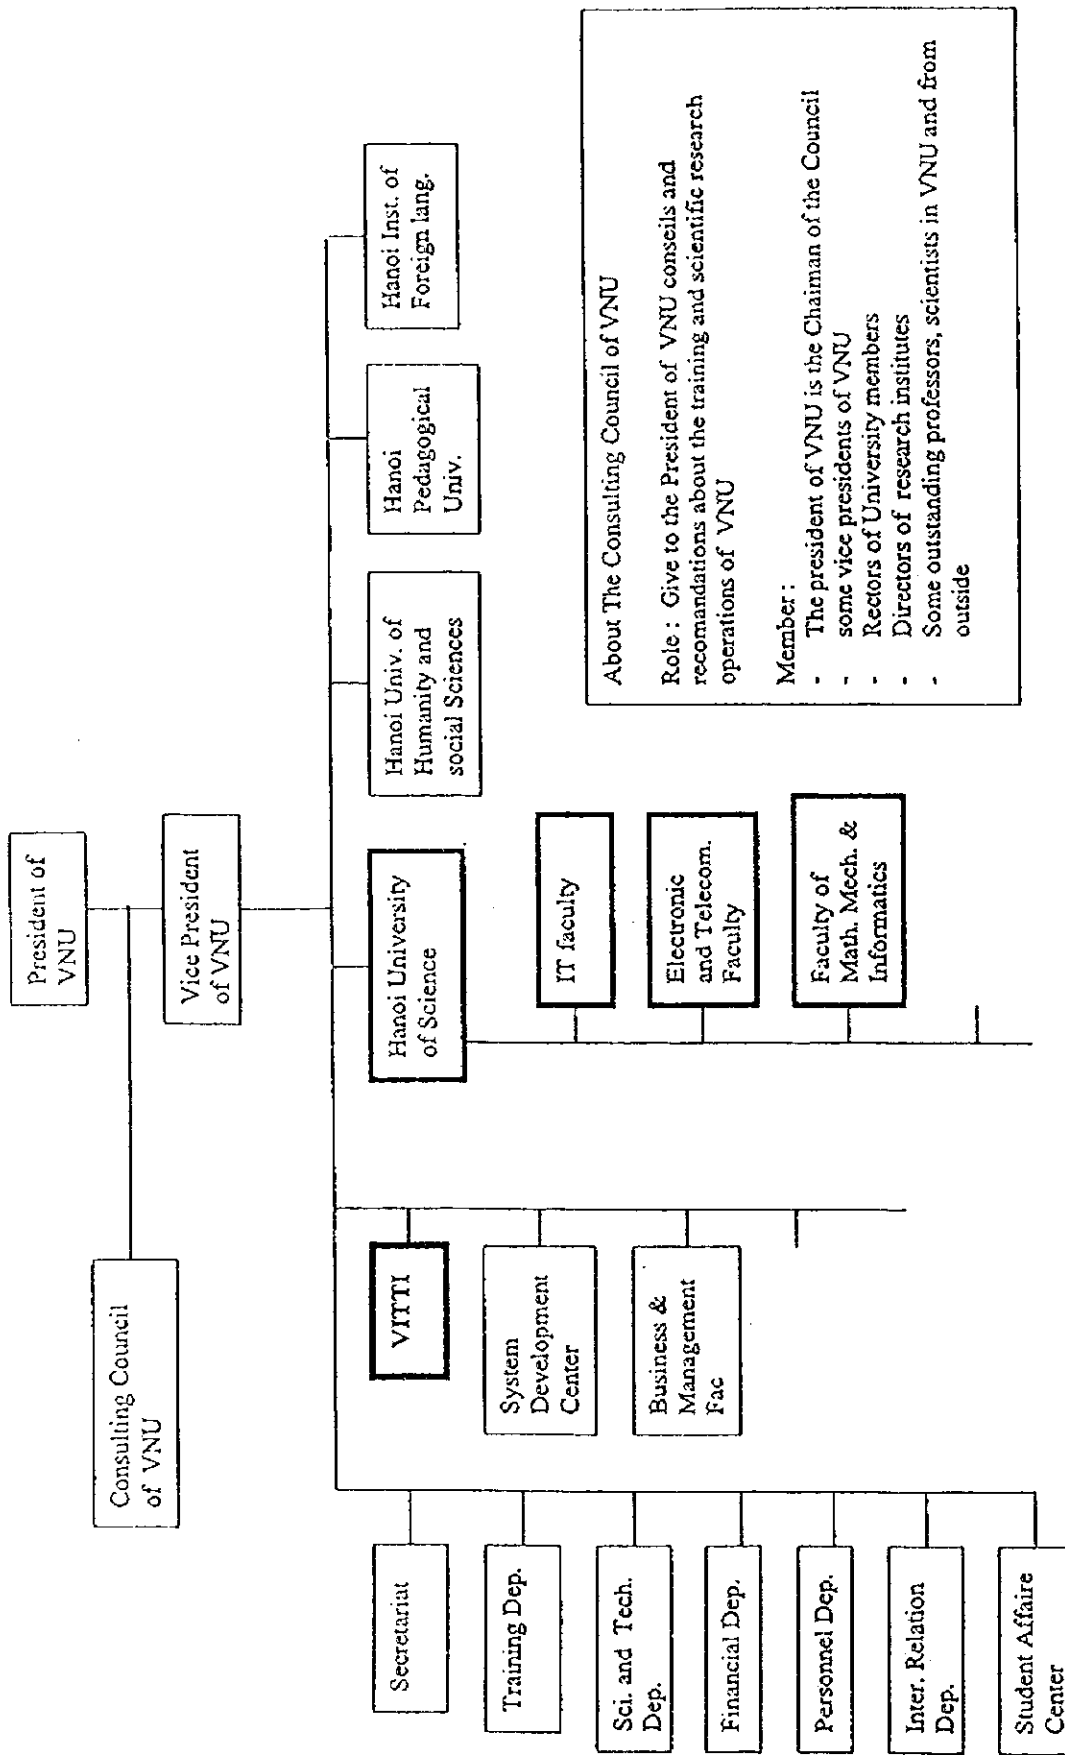 President of
VNU
Consulting Council
of VNU
Vice President
of VNU
Secretariat
Training Dep.
Sci. and Tech.
Dep.
Financial Dep.
Personnel Dep.
Inter. Relation
Dep.
Student Affaire
Center
VITTI
System
Development
Center
Business &
Management
Fac
Hanoi University
of Science
IT faculty
Electronic
and Telecom.
Faculty
Faculty of
Math. Mech. &
Informatics
Hanoi Univ. of
Humanity and
social Sciences
Hanoi
Pedagogical
Univ.
Hanoi Inst. of
Foreign lang.
About The Consulting Council of VNU
Role : Give to the President of VNU conseils and
recomandations about the training and scientific research
operations of VNU
Member :
- The president of VNU is the Chaiman of the Council
- some vice presidents of VNU
- Rectors of University members
- Directors of research institutes
- Some outstanding professors, scientists in VNU and from
outside